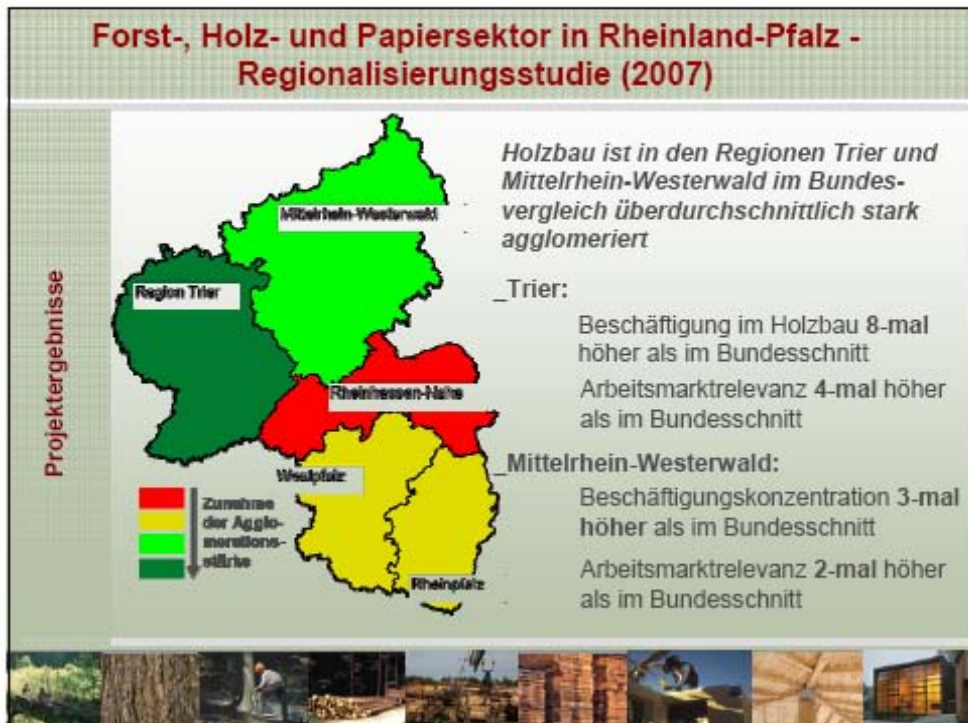 Forst-, Holz- und Papiersektor in Rheinland-Pfalz -
Regionalisierungsstudie (2007)
Projektergebnisse
Mittelrhein-Westerwald
Region Trier
Rheinhessen-Nahe
Westpfalz
Rheinpfalz
Zunahme
der Agglo-
merations-
stärke
Holzbau ist in den Regionen Trier und
Mittelrhein-Westerwald im Bundes-
vergleich überdurchschnittlich stark
agglomeriert
_Trier:
Beschäftigung im Holzbau 8-mal
höher als im Bundesschnitt
Arbeitsmarktrelevanz 4-mal höher
als im Bundesschnitt
_Mittelrhein-Westerwald:
Beschäftigungskonzentration 3-mal
höher als im Bundesschnitt
Arbeitsmarktrelevanz 2-mal höher
als im Bundesschnitt